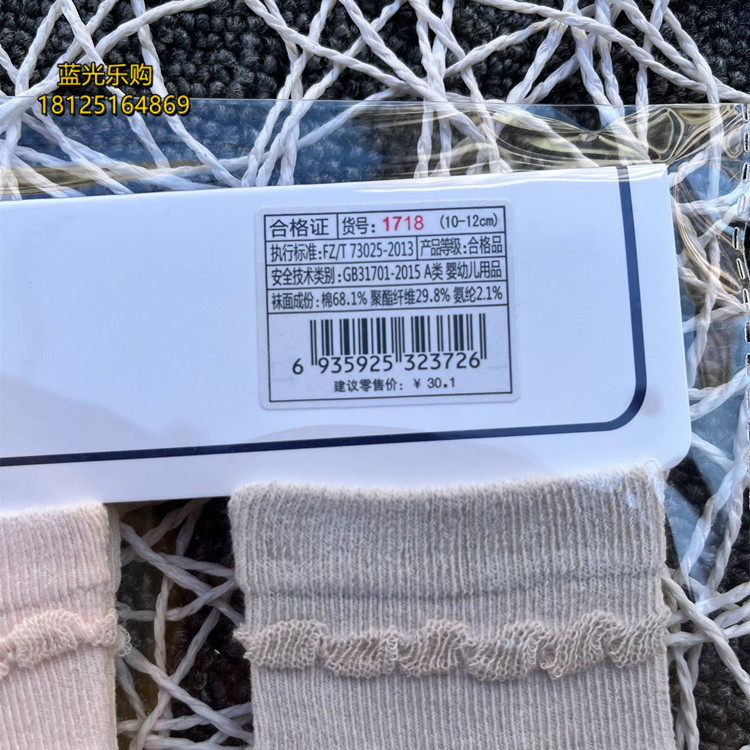 蓝光乐购
18125164869
合格证 货号: 1718 (10-12cm)
执行标准:FZ/T 73025-2013 产品等级:合格品
安全技术类别:GB31701-2015 A类 婴幼儿用品
袜面成份:棉68.1% 聚酯纤维29.8% 氨纶2.1%
6 935925 323726
建议零售价: ¥ 30.1